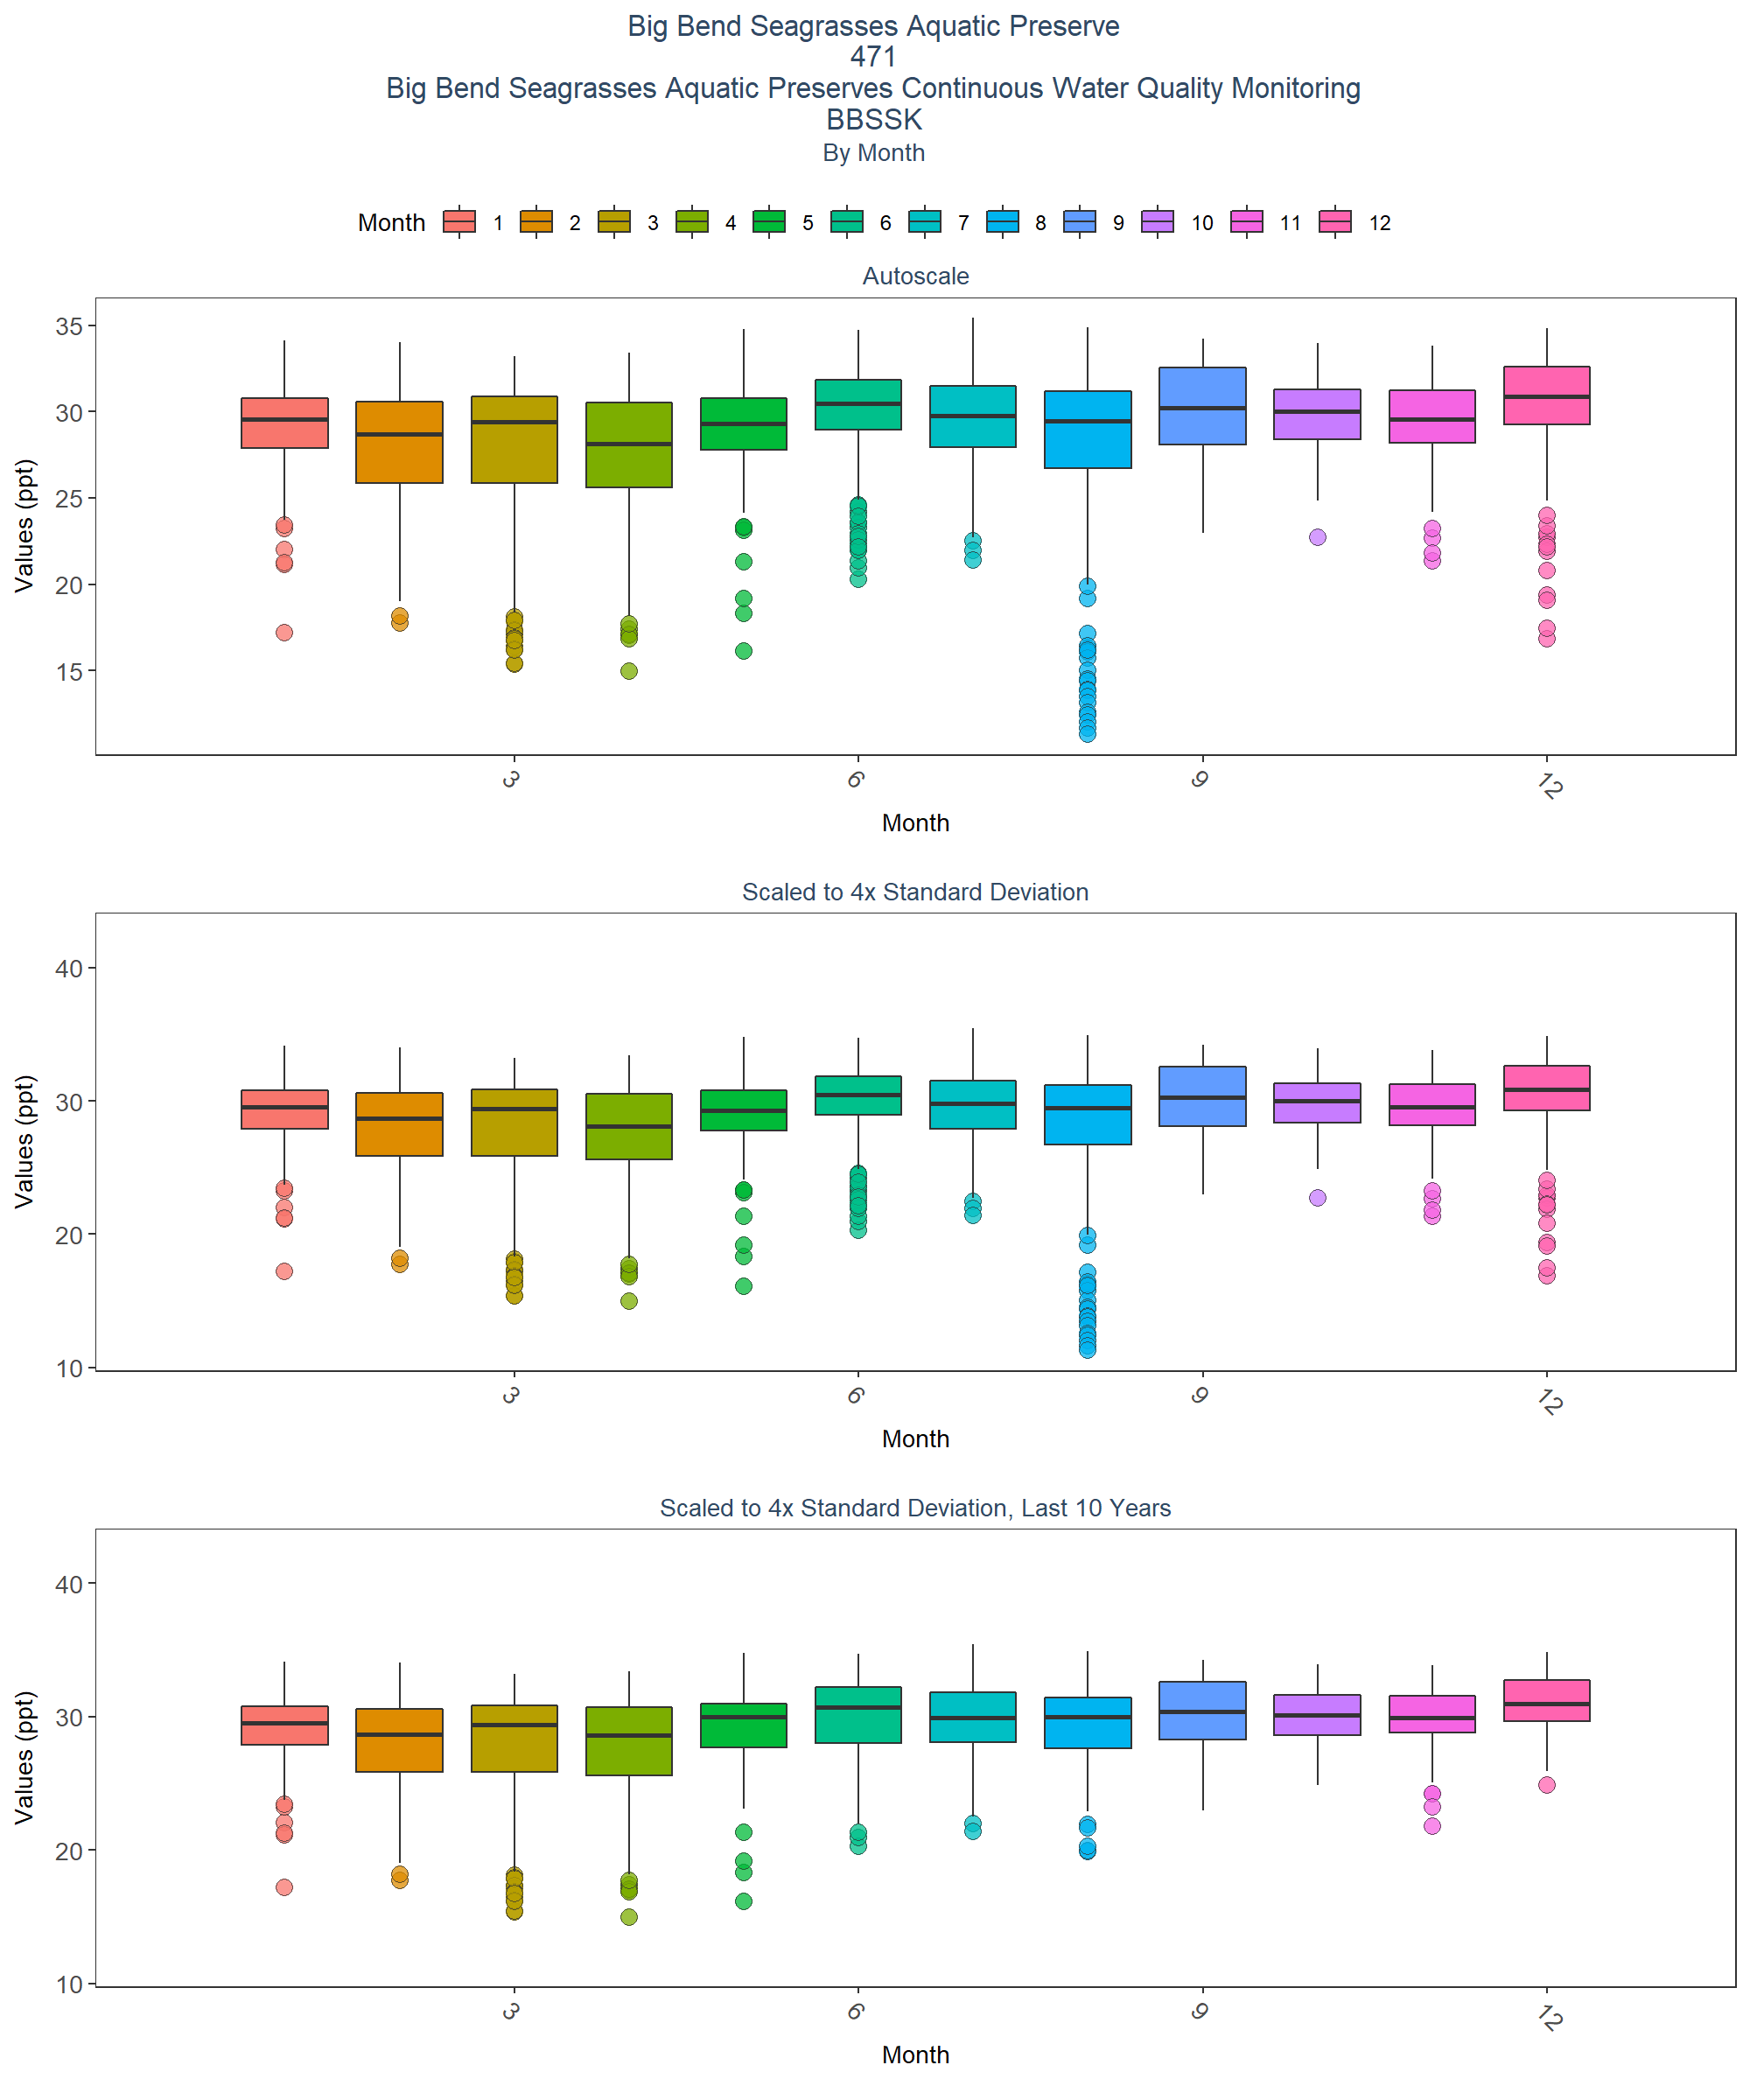 Big Bend Seagrasses Aquatic Preserve
471
Big Bend Seagrasses Aquatic Preserves Continuous Water Quality Monitoring
BBSSK
By Month
Month 1 2 3 4 5 6 7 8 9 10 11 12
Autoscale
35
30
25
20
15
Values (ppt)
3 6 9 12
Month
Scaled to 4x Standard Deviation
40
30
20
10
Values (ppt)
3 6 9 12
Month
Scaled to 4x Standard Deviation, Last 10 Years
40
30
20
10
Values (ppt)
3 6 9 12
Month